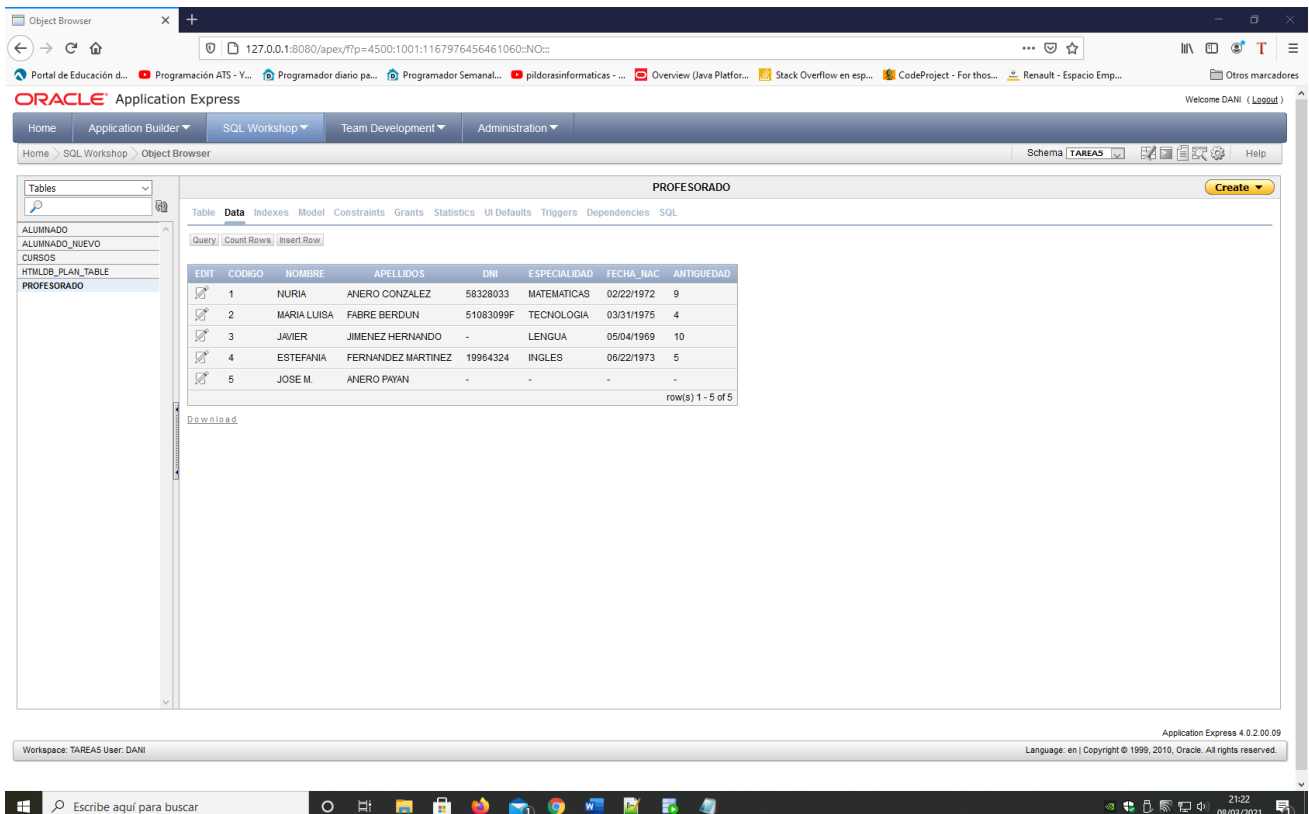 Object Browser
127.0.0.1:8080/apex/f?p=4500:1001:1167976456461060::NO:::
Portal de Educación d... Programación ATS - Y... Programador diario pa... Programador Semanal... pildorasinformaticas - ... Overview (Java Platfor... Stack Overflow en esp... CodeProject - For thos... Renault - Espacio Emp... Otros marcadores
ORACLE Application Express
Welcome DANI ( Logout )
Home Application Builder SQL Workshop Team Development Administration
Home SQL Workshop Object Browser
Schema TAREA5 Help
Tables
PROFESORADO
Create
Table Data Indexes Model Constraints Grants Statistics UI Defaults Triggers Dependencies SQL
ALUMNADO
ALUMNADO_NUEVO
CURSOS
HTMLDB_PLAN_TABLE
PROFESORADO
Query Count Rows Insert Row
EDIT CODIGO NOMBRE APELLIDOS DNI ESPECIALIDAD FECHA_NAC ANTIGUEDAD
1 NURIA ANERO CONZALEZ 58328033 MATEMATICAS 02/22/1972 9
2 MARIA LUISA FABRE BERDUN 51083099F TECNOLOGIA 03/31/1975 4
3 JAVIER JIMENEZ HERNANDO - LENGUA 05/04/1969 10
4 ESTEFANIA FERNANDEZ MARTINEZ 19964324 INGLES 06/22/1973 5
5 JOSE M. ANERO PAYAN - - - -
row(s) 1 - 5 of 5
Download
Application Express 4.0.2.00.09
Workspace: TAREA5 User: DANI
Language: en | Copyright © 1999, 2010, Oracle. All rights reserved.
Escribe aquí para buscar
21:22
08/03/2021